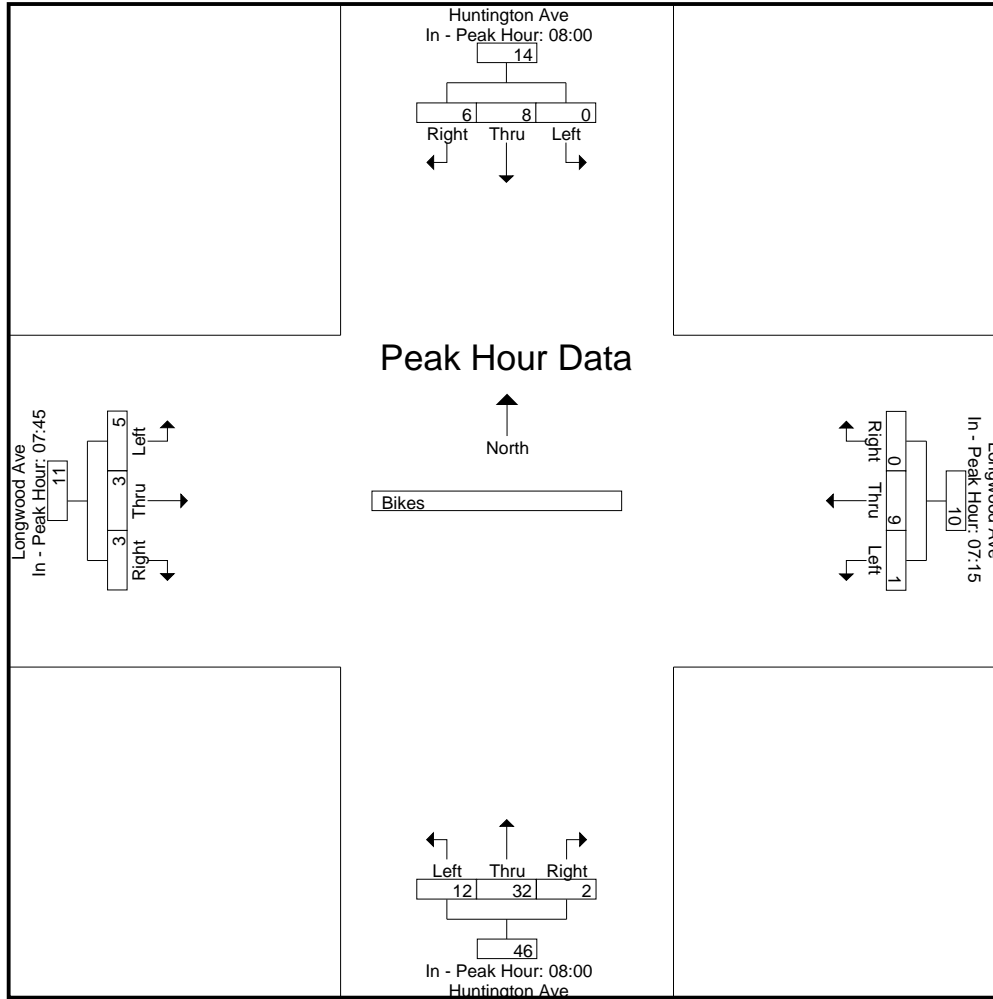 Huntington Ave
In - Peak Hour: 08:00
14
6 8 0
Right Thru Left
Peak Hour Data
North
Bikes
Longwood Ave
In - Peak Hour: 07:45
11
5 3 3
Left Thru Right
Longwood Ave
In - Peak Hour: 07:15
10
0 9 1
Right Thru Left
Left Thru Right
12 32 2
46
In - Peak Hour: 08:00
Huntington Ave